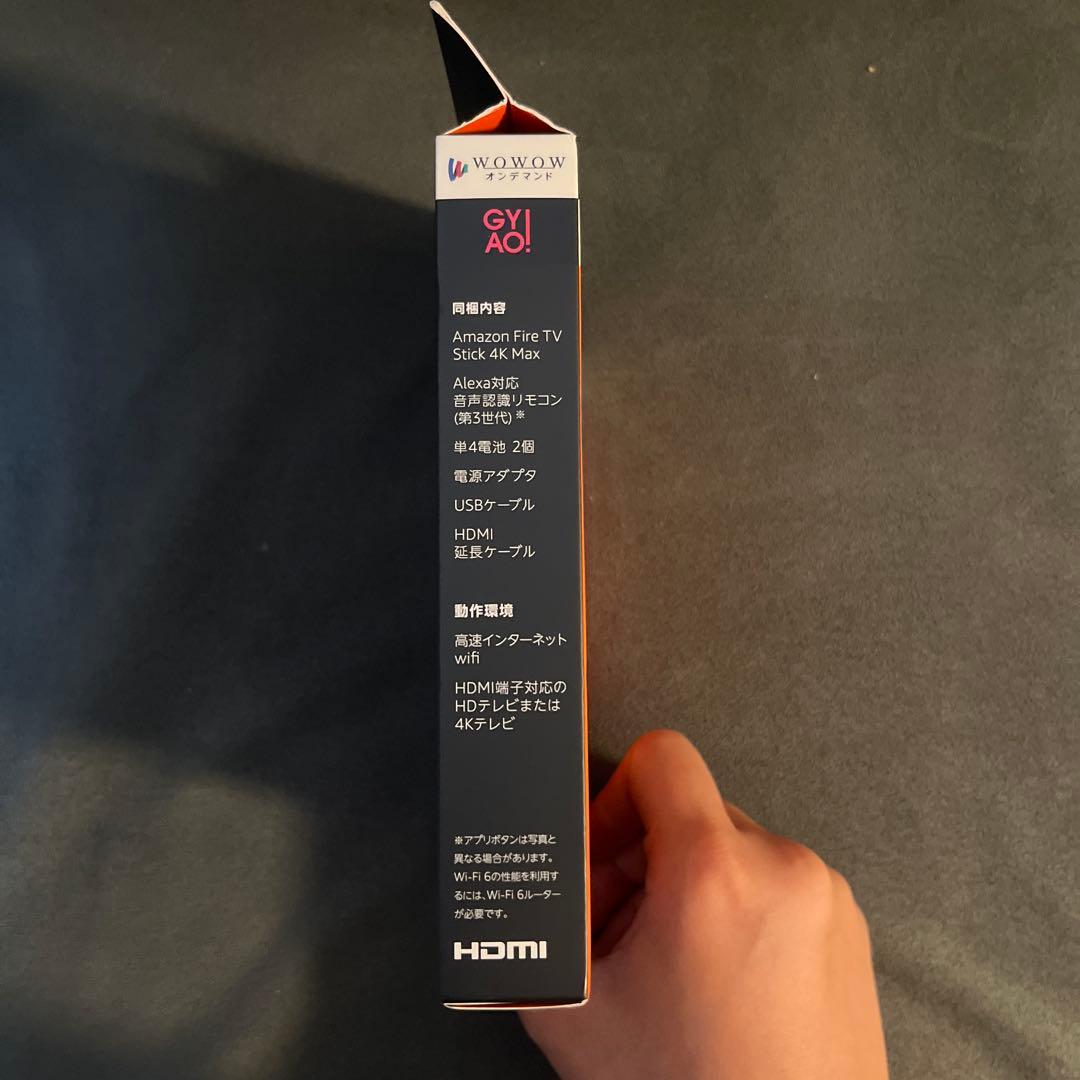 WOWOW
オンデマンド
GY
AO!
同梱内容
Amazon Fire TV
Stick 4K Max
Alexa対応
音声認識リモコン
(第3世代)※
単4電池 2個
電源アダプタ
USBケーブル
HDMI
延長ケーブル
動作環境
高速インターネット
wifi
HDMI端子対応の
HDテレビまたは
4Kテレビ
※アプリボタンは写真と
異なる場合があります。
Wi-Fi 6の性能を利用す
るには、Wi-Fi 6ルーター
が必要です。
HDMI